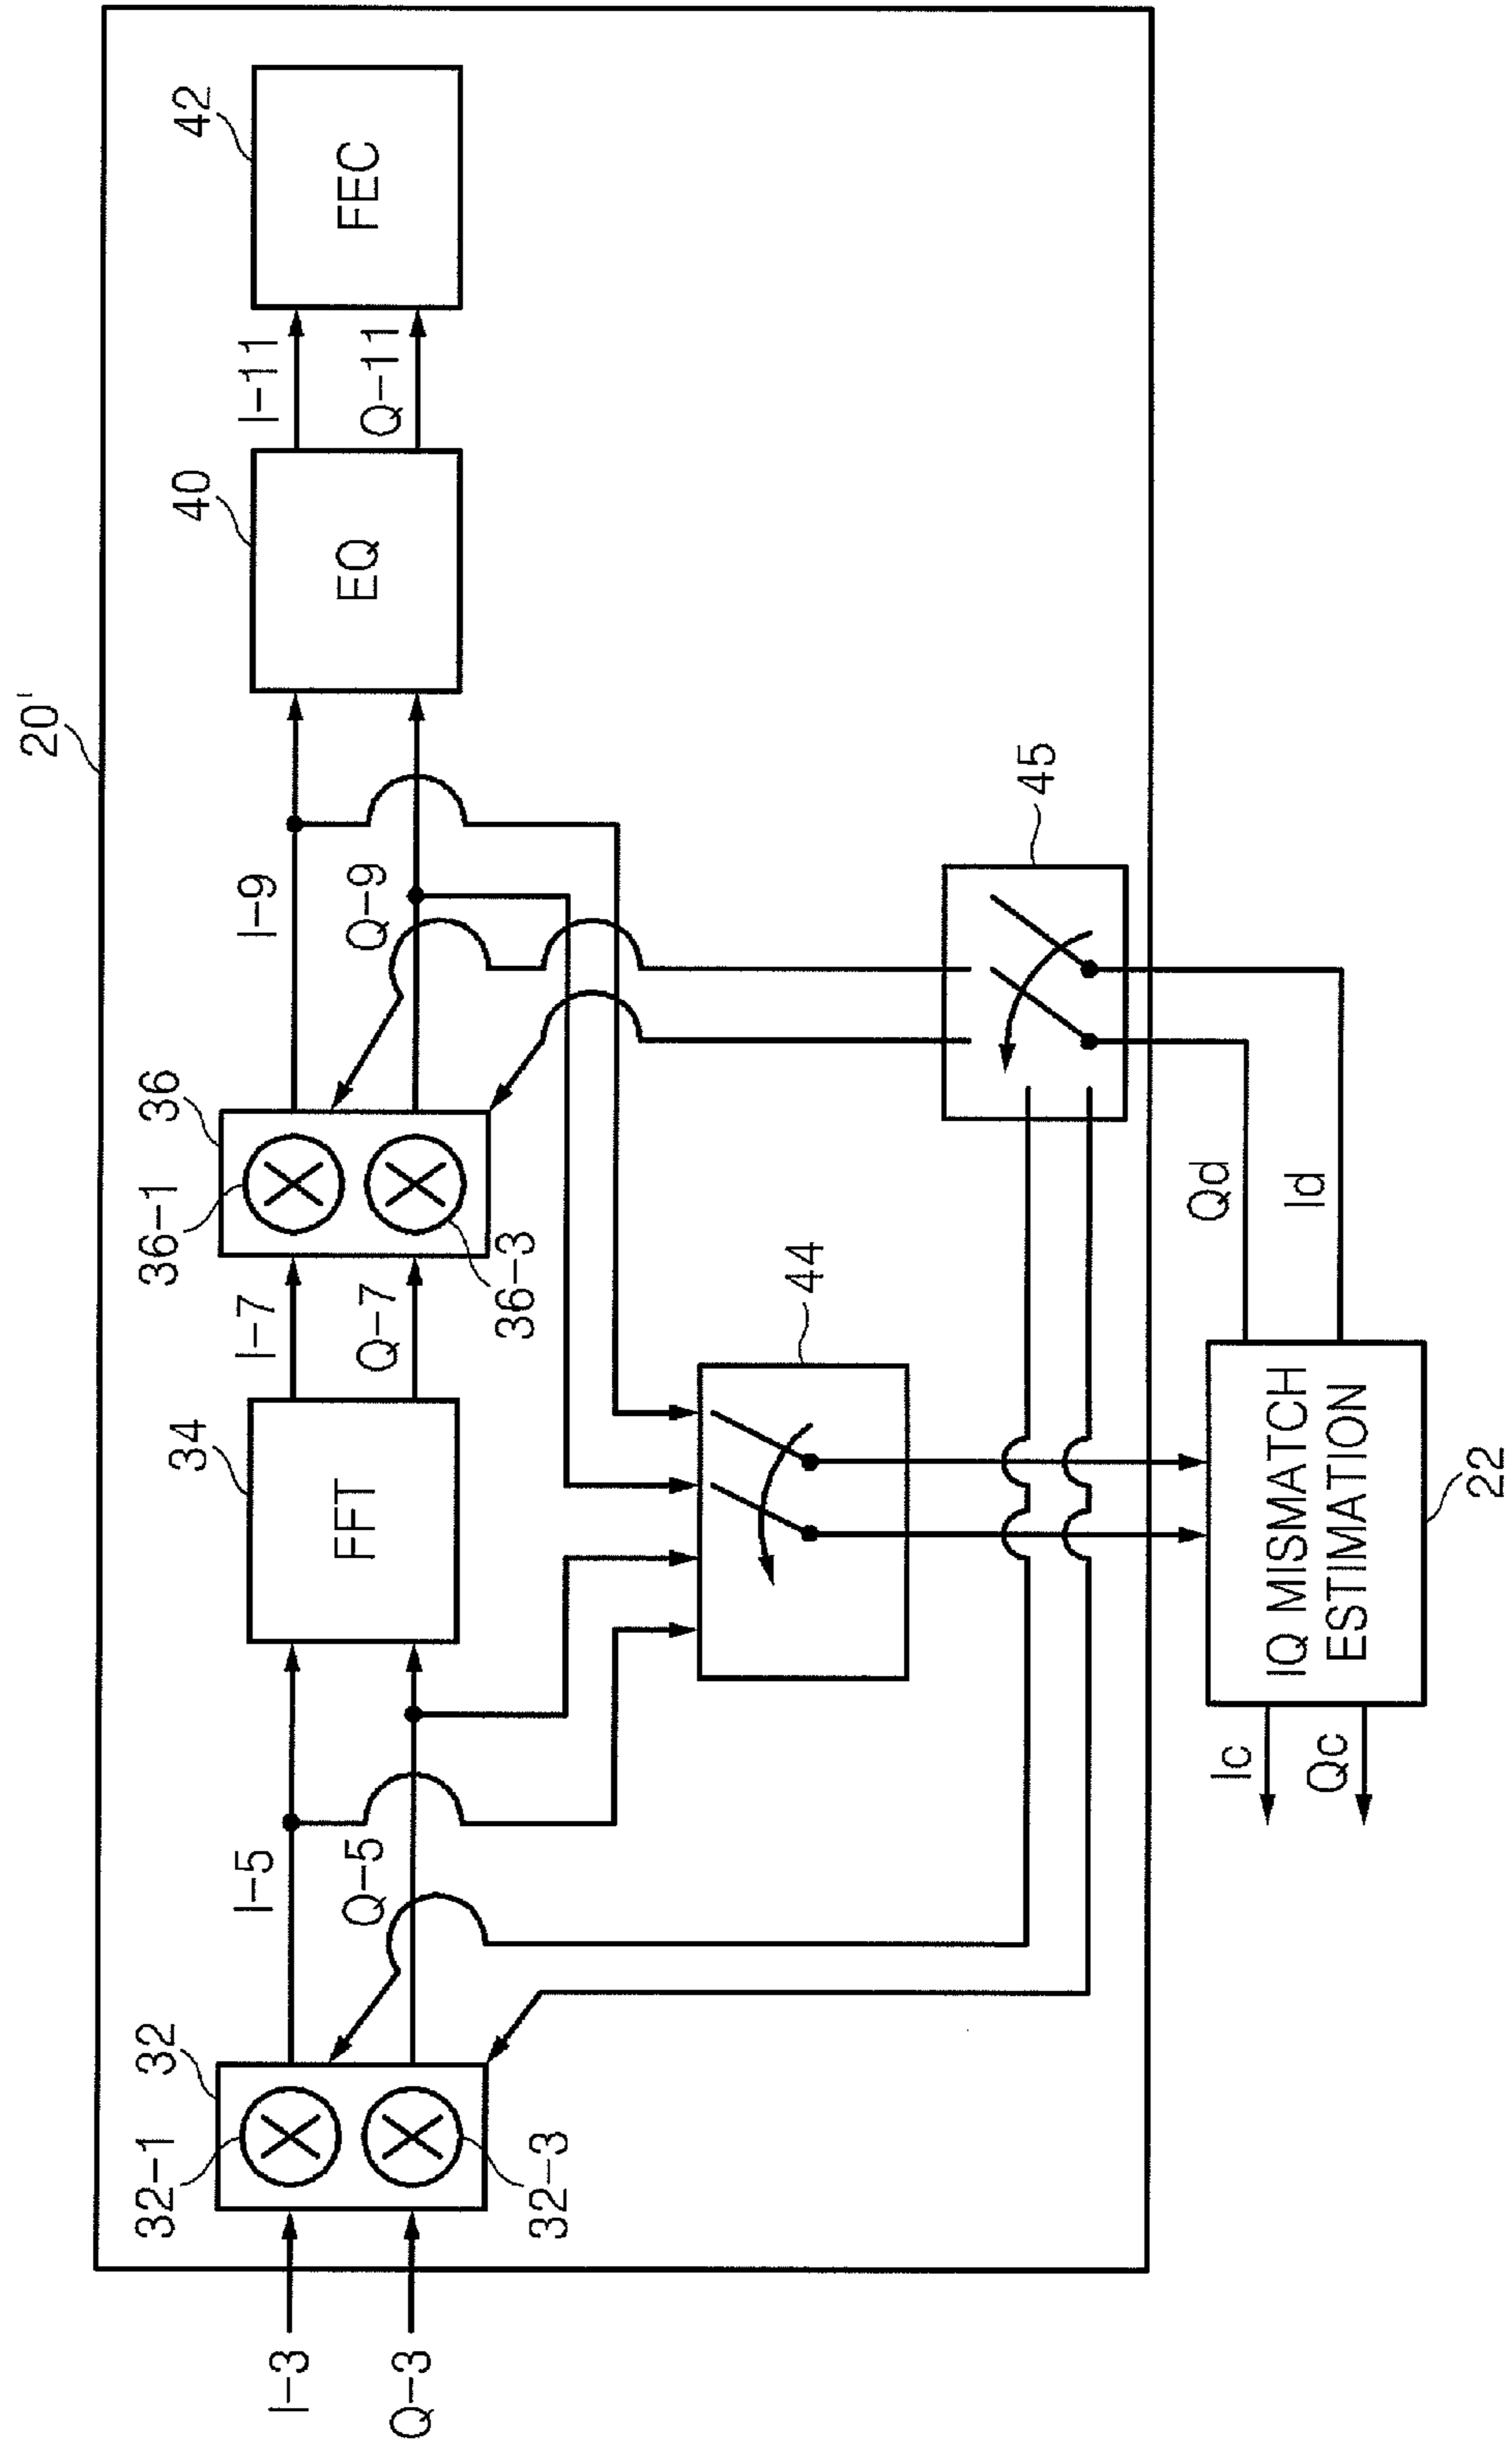 20'
I-3
Q-3
32
32-1
32-3
I-5
Q-5
34
FFT
I-7
Q-7
36
36-1
36-3
I-9
Q-9
40
EQ
I-11
Q-11
42
FEC
44
45
Qd
Id
IQ MISMATCH
ESTIMATION
22
Ic
Qc